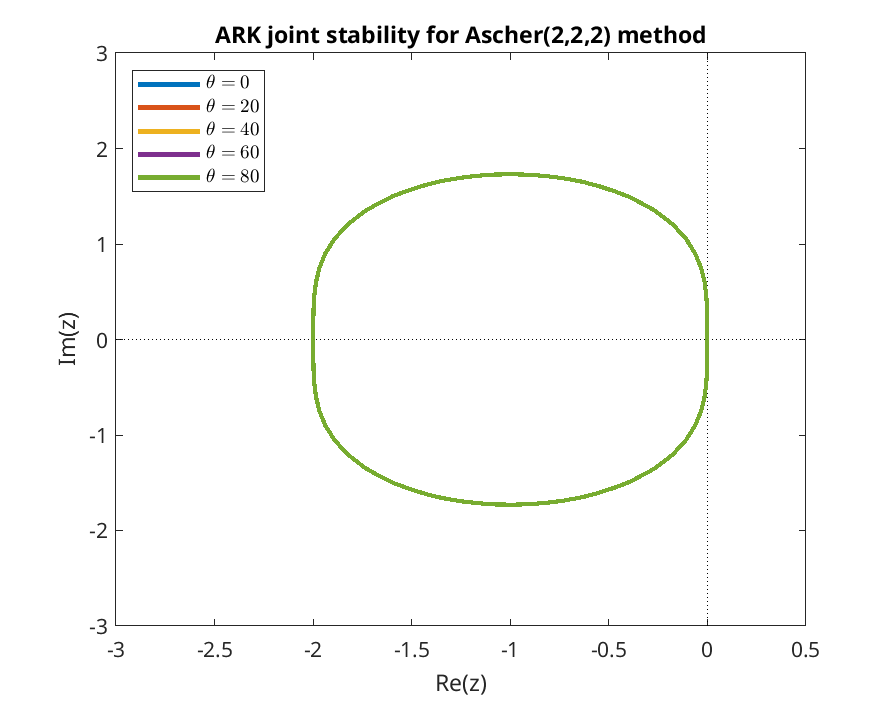 ARK joint stability for Ascher(2,2,2) method
θ = 0
θ = 20
θ = 40
θ = 60
θ = 80
3
2
1
0
-1
-2
-3
Im(z)
-3 -2.5 -2 -1.5 -1 -0.5 0 0.5
Re(z)